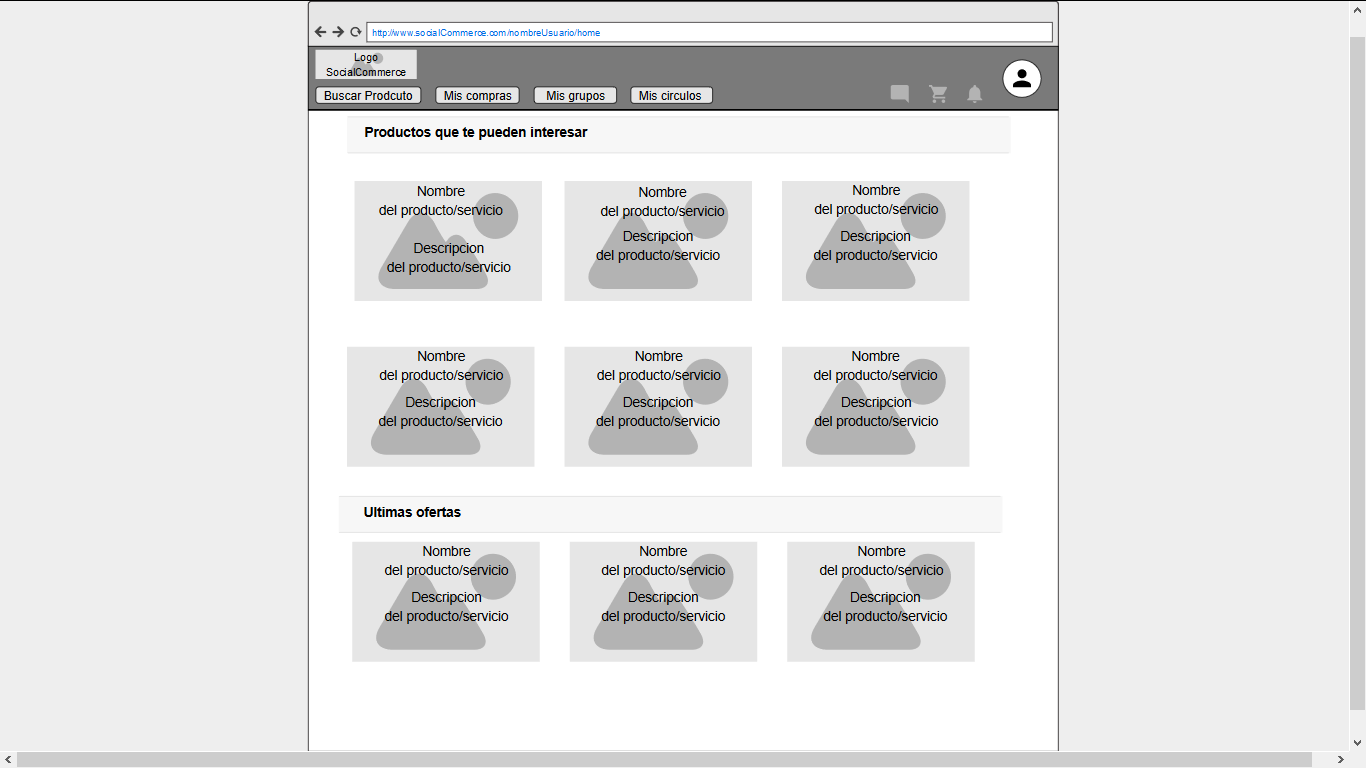 http://www.socialCommerce.com/nombreUsuario/home
Logo
SocialCommerce
Buscar Prodcuto Mis compras Mis grupos Mis circulos
Productos que te pueden interesar
Nombre Nombre Nombre
del producto/servicio del producto/servicio del producto/servicio
Descripcion Descripcion Descripcion
del producto/servicio del producto/servicio del producto/servicio
Nombre Nombre Nombre
del producto/servicio del producto/servicio del producto/servicio
Descripcion Descripcion Descripcion
del producto/servicio del producto/servicio del producto/servicio
Ultimas ofertas
Nombre Nombre Nombre
del producto/servicio del producto/servicio del producto/servicio
Descripcion Descripcion Descripcion
del producto/servicio del producto/servicio del producto/servicio